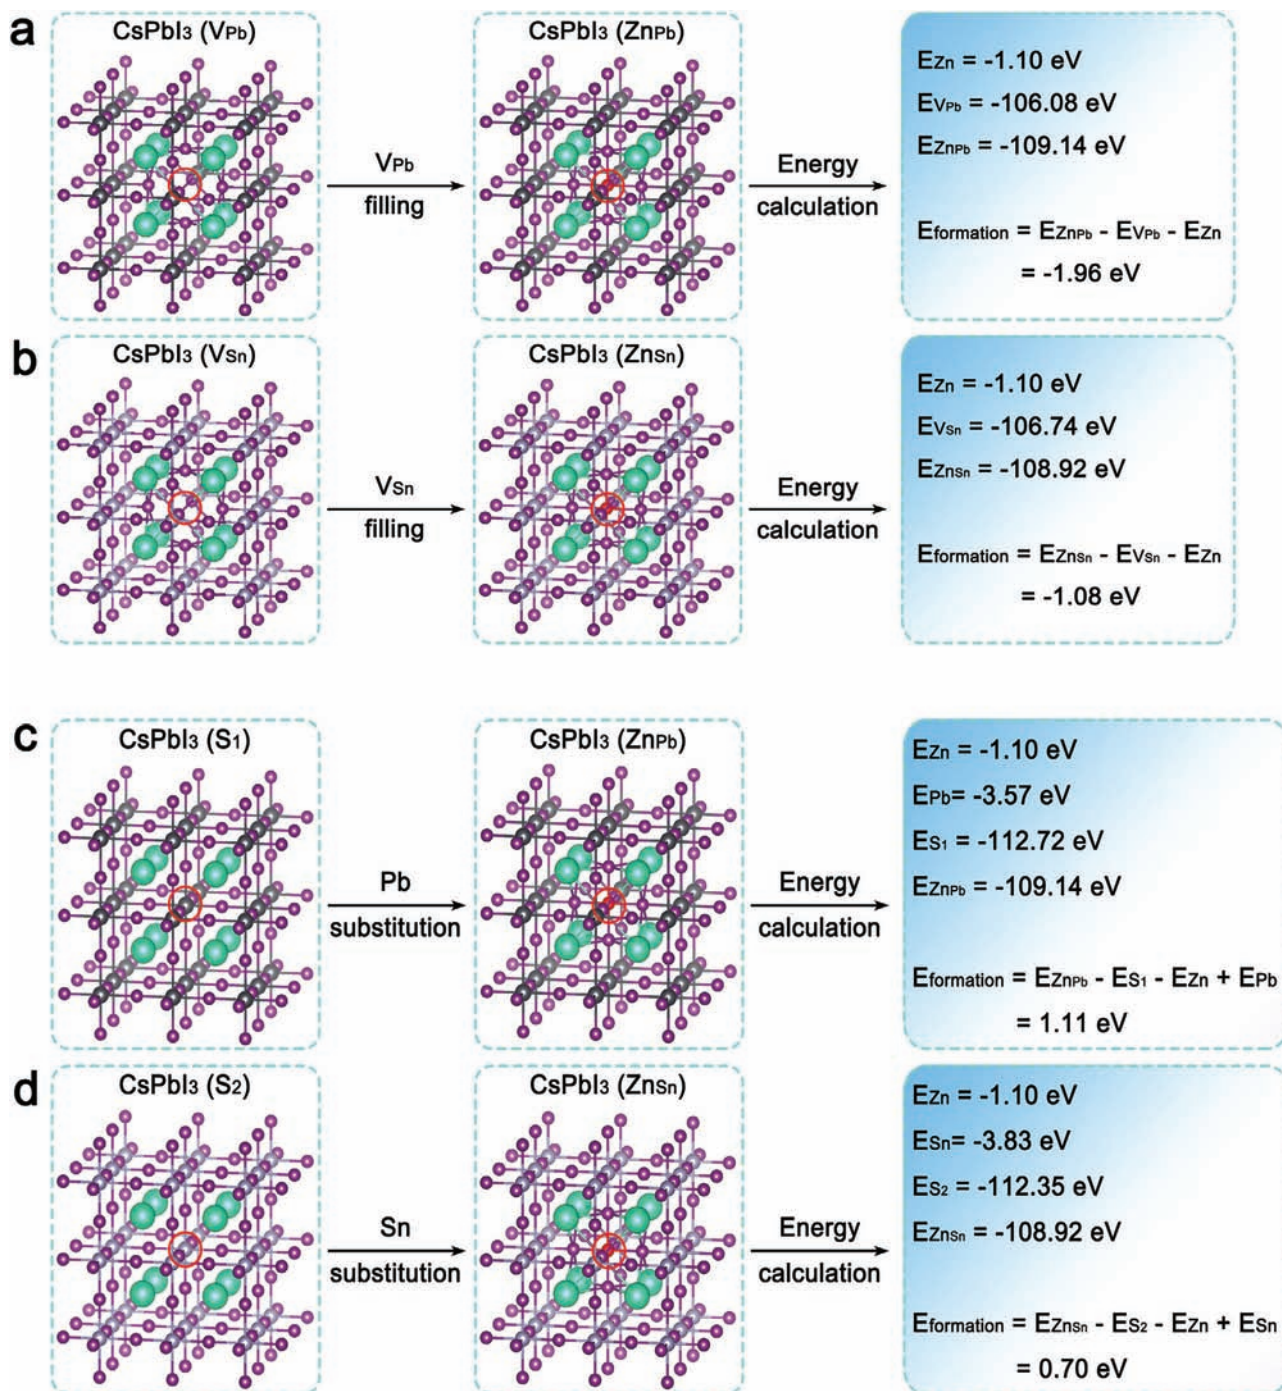 a
CsPbI₃ (VPb)
VPb
filling
CsPbI₃ (ZnPb)
Energy
calculation
EZn = -1.10 eV
EVPb = -106.08 eV
EZnPb = -109.14 eV
Eformation = EZnPb - EVPb - EZn
= -1.96 eV
b
CsPbI₃ (VSn)
VSn
filling
CsPbI₃ (ZnSn)
Energy
calculation
EZn = -1.10 eV
EVSn = -106.74 eV
EZnSn = -108.92 eV
Eformation = EZnSn - EVSn - EZn
= -1.08 eV
c
CsPbI₃ (S₁)
Pb
substitution
CsPbI₃ (ZnPb)
Energy
calculation
EZn = -1.10 eV
EPb= -3.57 eV
ES₁ = -112.72 eV
EZnPb = -109.14 eV
Eformation = EZnPb - ES₁ - EZn + EPb
= 1.11 eV
d
CsPbI₃ (S₂)
Sn
substitution
CsPbI₃ (ZnSn)
Energy
calculation
EZn = -1.10 eV
ESn= -3.83 eV
ES₂ = -112.35 eV
EZnSn = -108.92 eV
Eformation = EZnSn - ES₂ - EZn + ESn
= 0.70 eV